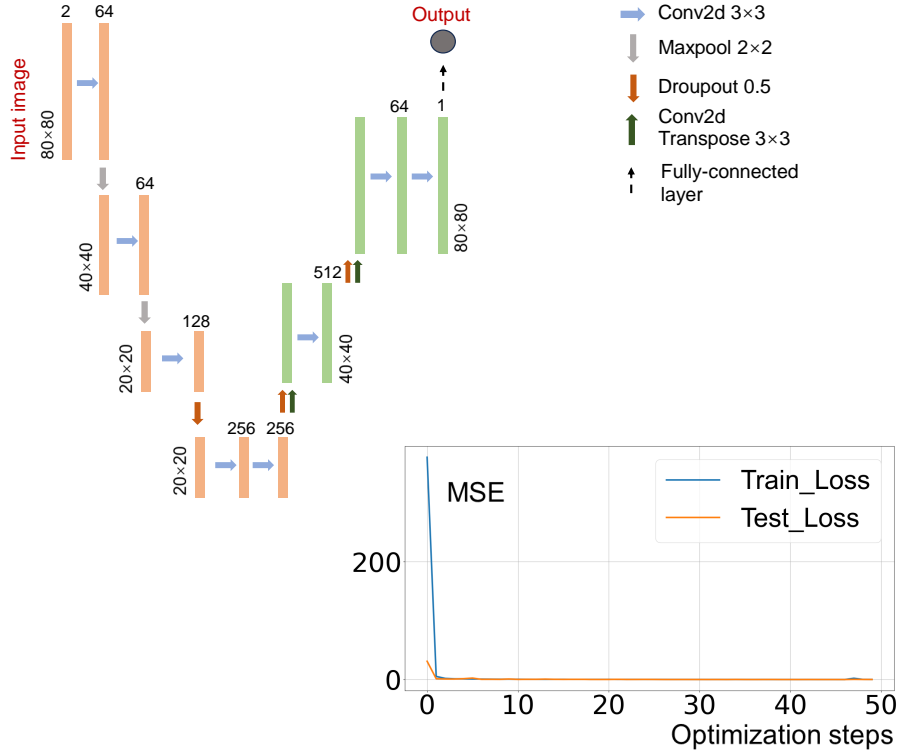 2 64
Input image
80×80
64
40×40
128
20×20
256 256
20×20
512
40×40
Output
64 1
80×80
Conv2d 3×3
Maxpool 2×2
Droupout 0.5
Conv2d
Transpose 3×3
Fully-connected
layer
MSE
Train_Loss
Test_Loss
200
0
0 10 20 30 40 50
Optimization steps